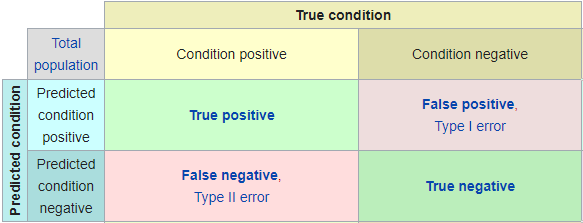 True condition
Total
population
Condition positive
Condition negative
Predicted condition
Predicted
condition
positive
True positive
False positive,
Type I error
Predicted
condition
negative
False negative,
Type II error
True negative